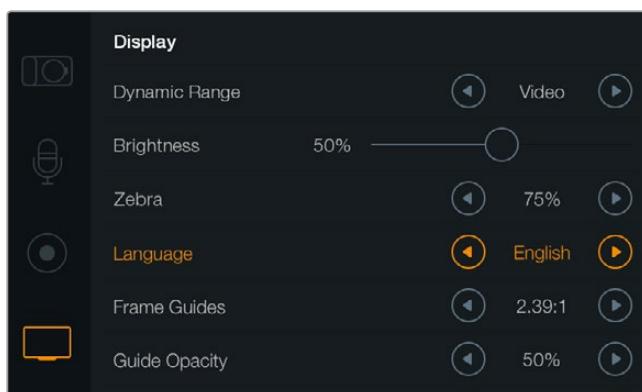 Display
Dynamic Range Video
Brightness 50%
Zebra 75%
Language English
Frame Guides 2.39:1
Guide Opacity 50%